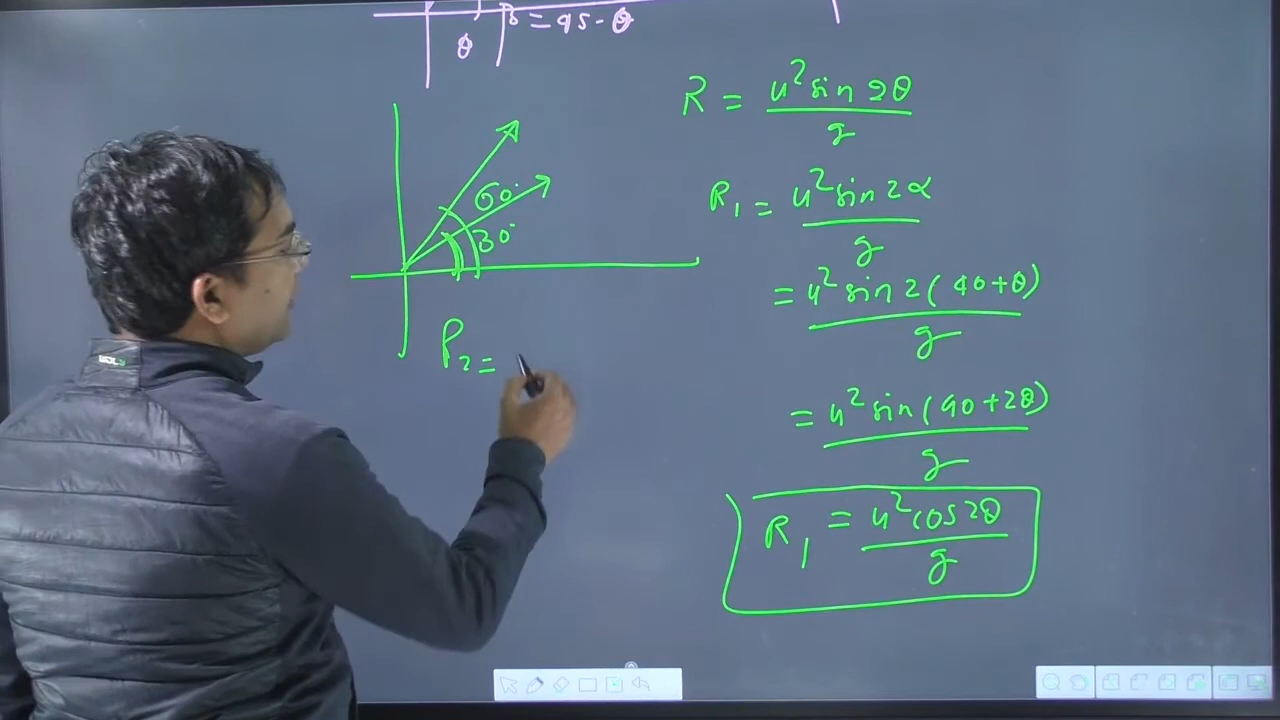 β = 45 - θ
θ
R = u² sin 2θ / g
60°
30°
R₁ = u² sin 2α / g
= u² sin 2(40+θ) / g
R₂ =
= u² sin(90+2θ) / g
R₁ = u² cos 2θ / g